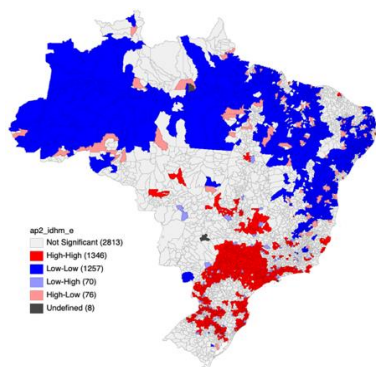 ap2_idhm_e
Not Significant (2813)
High-High (1346)
Low-Low (1257)
Low-High (70)
High-Low (76)
Undefined (8)